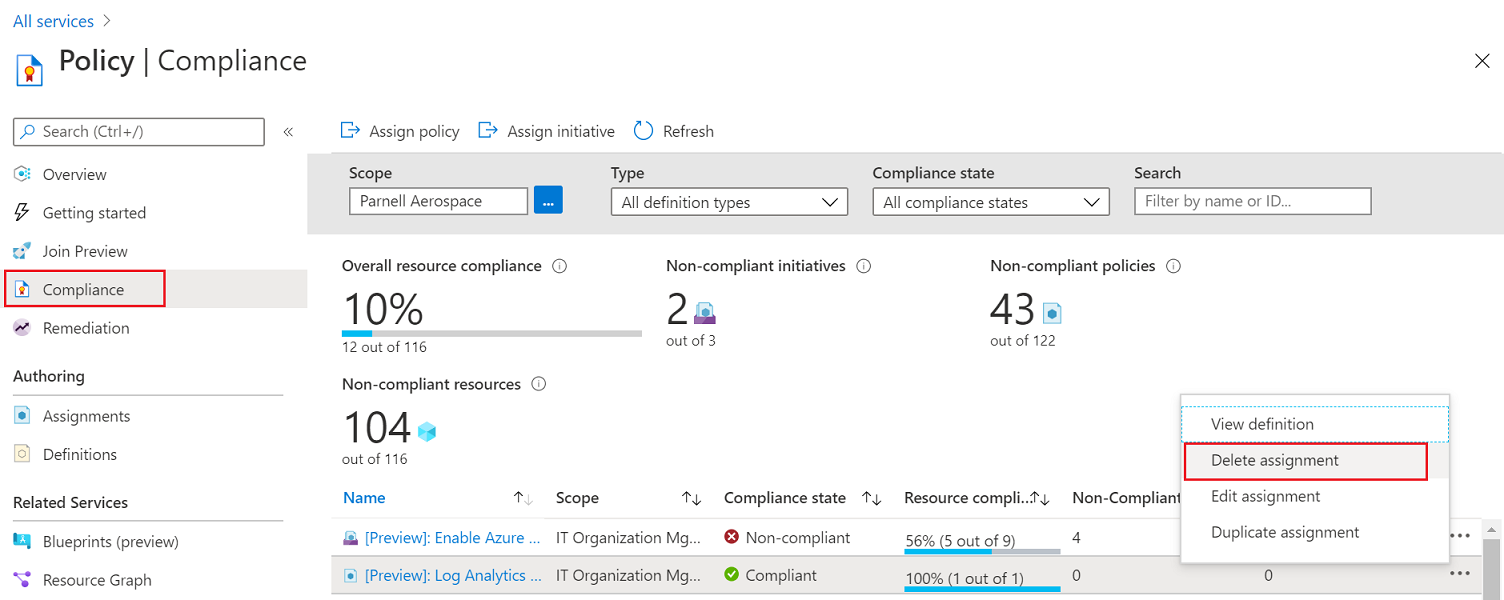 All services
Policy | Compliance
Search (Ctrl+/)
Overview
Getting started
Join Preview
Compliance
Remediation
Authoring
Assignments
Definitions
Related Services
Blueprints (preview)
Resource Graph
Assign policy Assign initiative Refresh
Scope Type Compliance state Search
Parnell Aerospace ... All definition types All compliance states Filter by name or ID...
Overall resource compliance Non-compliant initiatives Non-compliant policies
10% 2 43
12 out of 116 out of 3 out of 122
Non-compliant resources
104
out of 116
View definition
Delete assignment
Edit assignment
Duplicate assignment
Name Scope Compliance state Resource compli... Non-Compliant
[Preview]: Enable Azure ... IT Organization Mg... Non-compliant 56% (5 out of 9) 4
[Preview]: Log Analytics ... IT Organization Mg... Compliant 100% (1 out of 1) 0 0